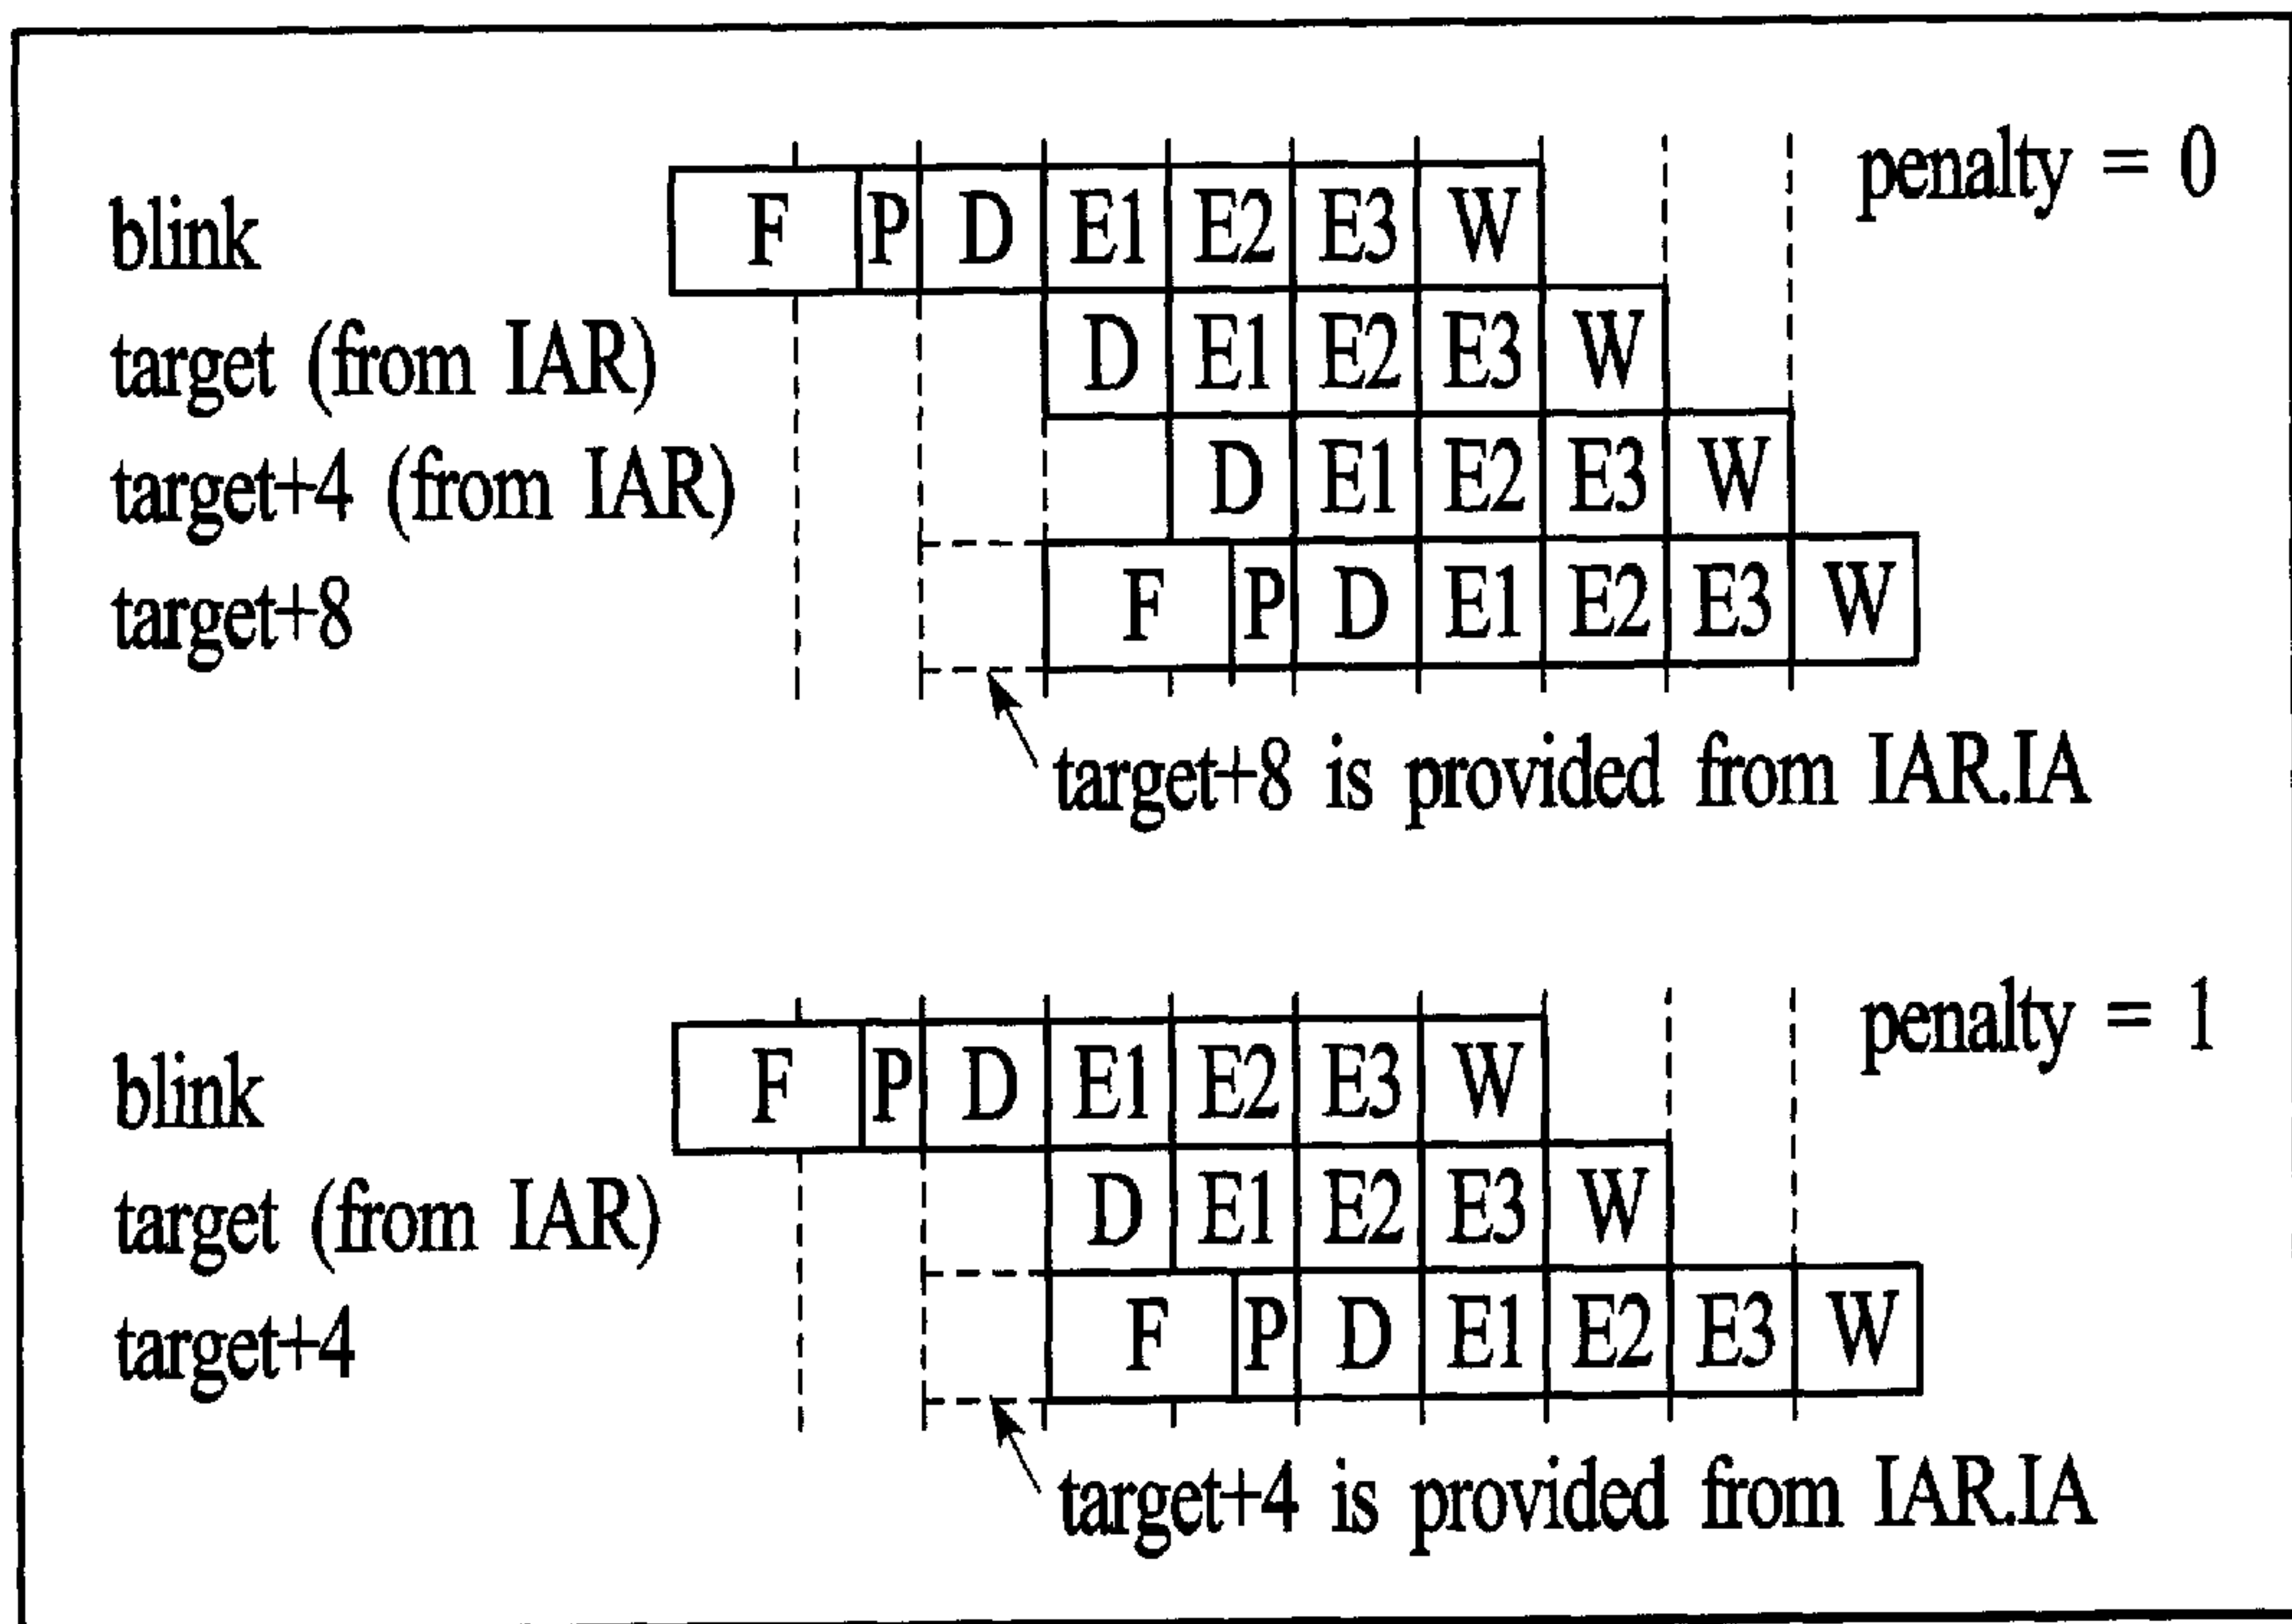 penalty = 0
blink F P D E1 E2 E3 W
target (from IAR) D E1 E2 E3 W
target+4 (from IAR) D E1 E2 E3 W
target+8 F P D E1 E2 E3 W
target+8 is provided from IAR.IA
penalty = 1
blink F P D E1 E2 E3 W
target (from IAR) D E1 E2 E3 W
target+4 F P D E1 E2 E3 W
target+4 is provided from IAR.IA